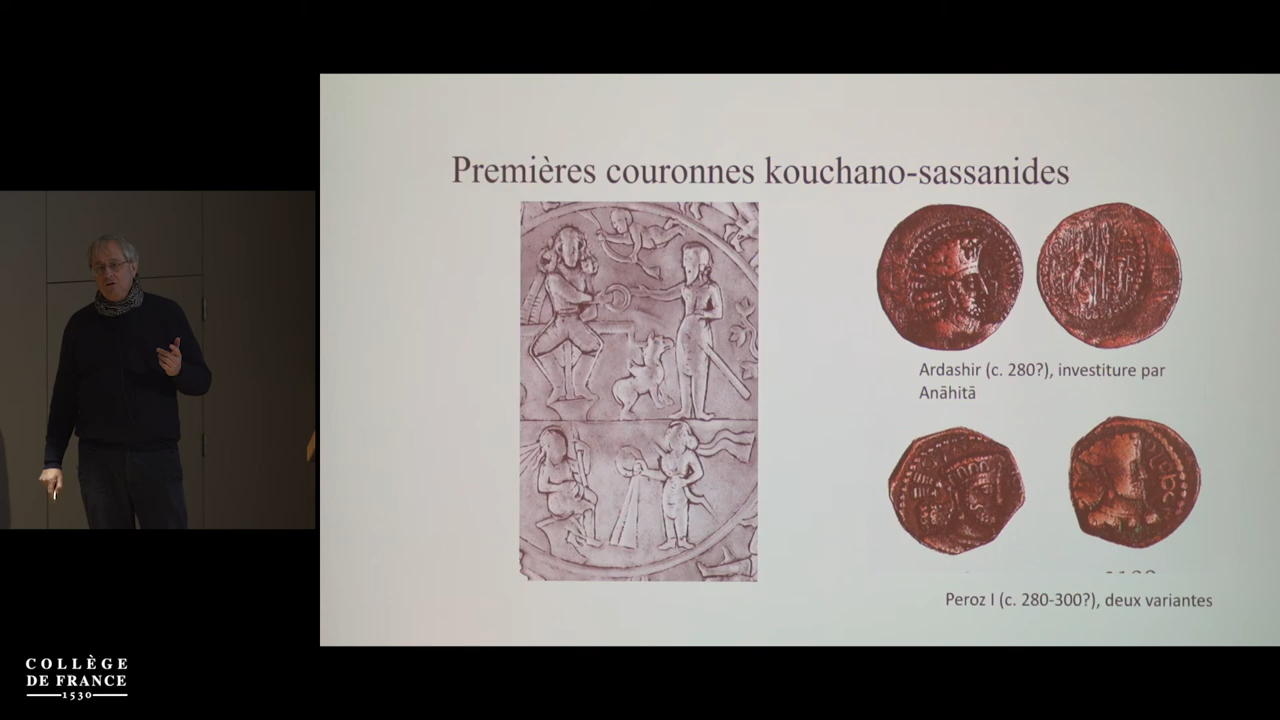 Premières couronnes kouchano-sassanides
Ardashir (c. 280?), investiture par
Anāhitā
Peroz I (c. 280-300?), deux variantes
COLLÈGE
DE FRANCE
1530